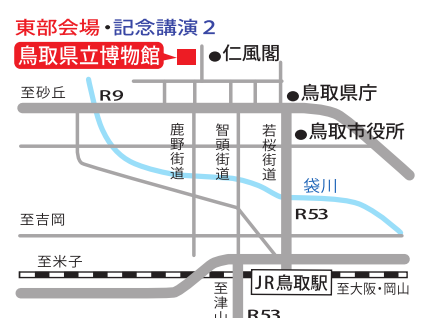 東部会場・記念講演２
鳥取県立博物館
仁風閣
至砂丘
R9
鳥取県庁
鳥取市役所
鹿野街道
智頭街道
若桜街道
袋川
R53
至吉岡
至米子
JR鳥取駅
至大阪・岡山
至津山
R53